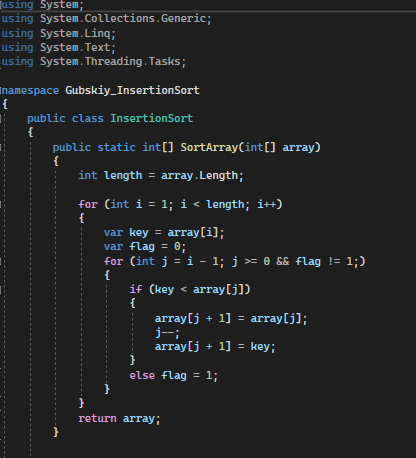 using System;
using System.Collections.Generic;
using System.Linq;
using System.Text;
using System.Threading.Tasks;
namespace Gubskiy_InsertionSort
{
public class InsertionSort
{
public static int[] SortArray(int[] array)
{
int length = array.Length;
for (int i = 1; i < length; i++)
{
var key = array[i];
var flag = 0;
for (int j = i - 1; j >= 0 && flag != 1;)
{
if (key < array[j])
{
array[j + 1] = array[j];
j--;
array[j + 1] = key;
}
else flag = 1;
}
}
return array;
}